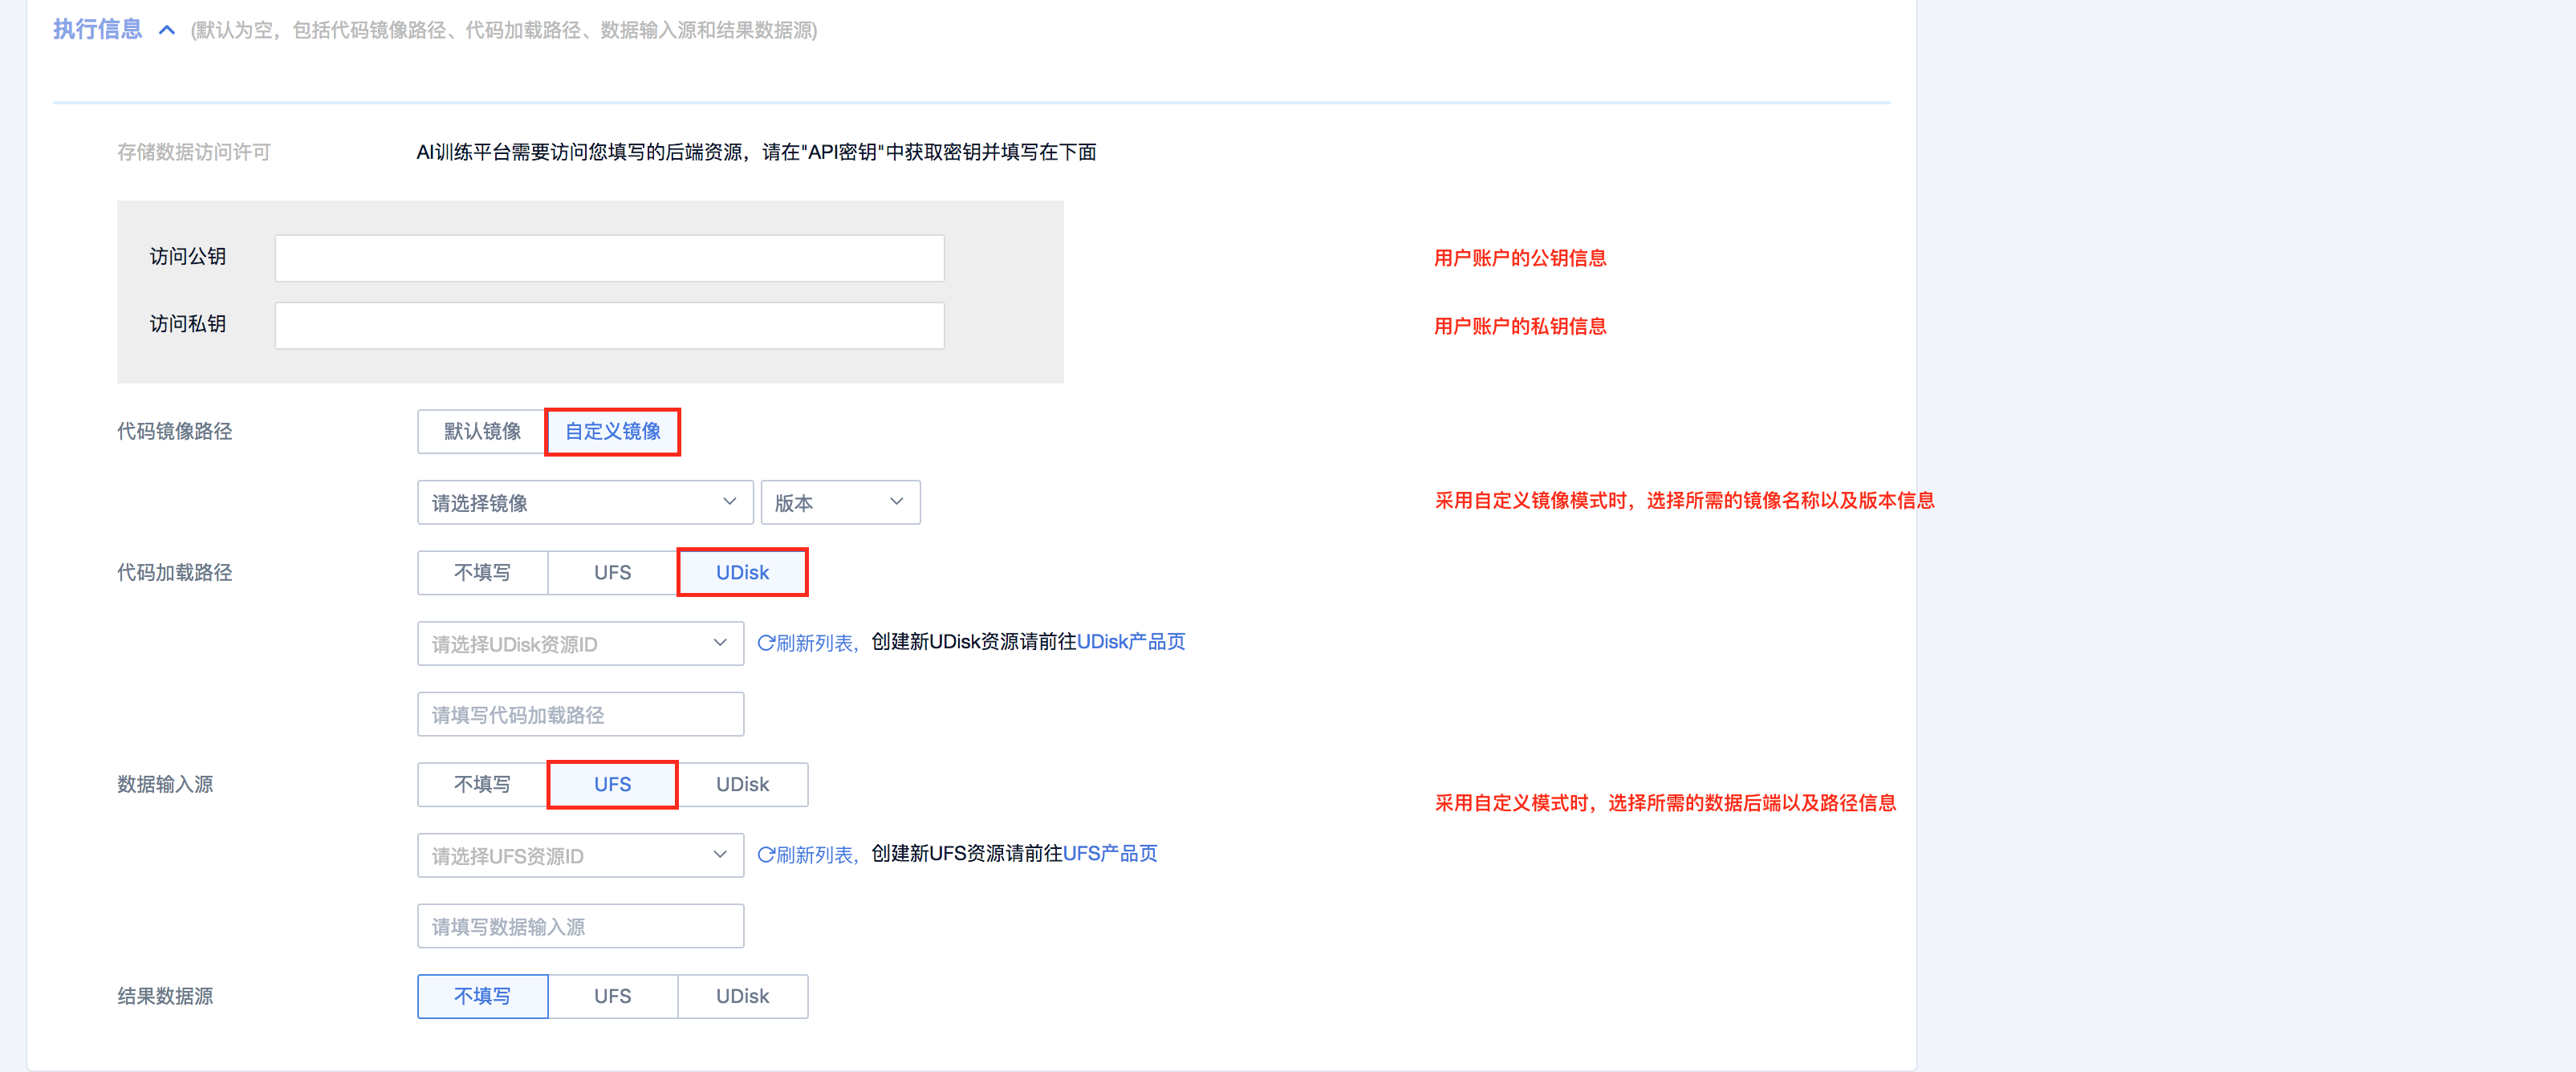 执行信息 (默认为空，包括代码镜像路径、代码加载路径、数据输入源和结果数据源)
存储数据访问许可 AI训练平台需要访问您填写的后端资源，请在"API密钥"中获取密钥并填写在下面
访问公钥 用户账户的公钥信息
访问私钥 用户账户的私钥信息
代码镜像路径 默认镜像 自定义镜像
请选择镜像 版本 采用自定义镜像模式时，选择所需的镜像名称以及版本信息
代码加载路径 不填写 UFS UDisk
请选择UDisk资源ID 刷新列表，创建新UDisk资源请前往UDisk产品页
请填写代码加载路径
数据输入源 不填写 UFS UDisk
采用自定义模式时，选择所需的数据后端以及路径信息
请选择UFS资源ID 刷新列表，创建新UFS资源请前往UFS产品页
请填写数据输入源
结果数据源 不填写 UFS UDisk